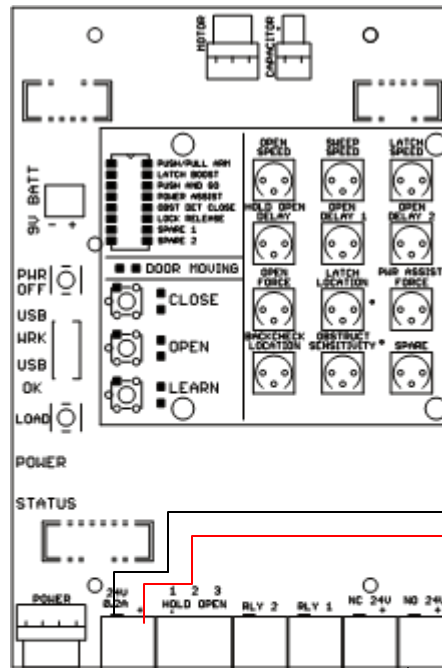 MOTOR
CAPACITOR
9V BATT
- +
PUSH/PULL ARM
LATCH BOOST
PUSH AND GO
POWER ASSIST
OBST DET CLOSE
LOCK RELEASE
SPARE 1
SPARE 2
DOOR MOVING
CLOSE
OPEN
LEARN
OPEN SPEED
SWEEP SPEED
LATCH SPEED
HOLD OPEN DELAY
OPEN DELAY 1
OPEN DELAY 2
OPEN FORCE
LATCH LOCATION
PWR ASSIST FORCE
BACKCHECK LOCATION
OBSTRUCT SENSITIVITY
SPARE
PWR
OFF
USB
WRK
USB
OK
LOAD
POWER
STATUS
POWER
24V
0.2A
- +
1 2 3
HOLD OPEN
RLY 2
RLY 1
NC 24V
+
NO 24V
+